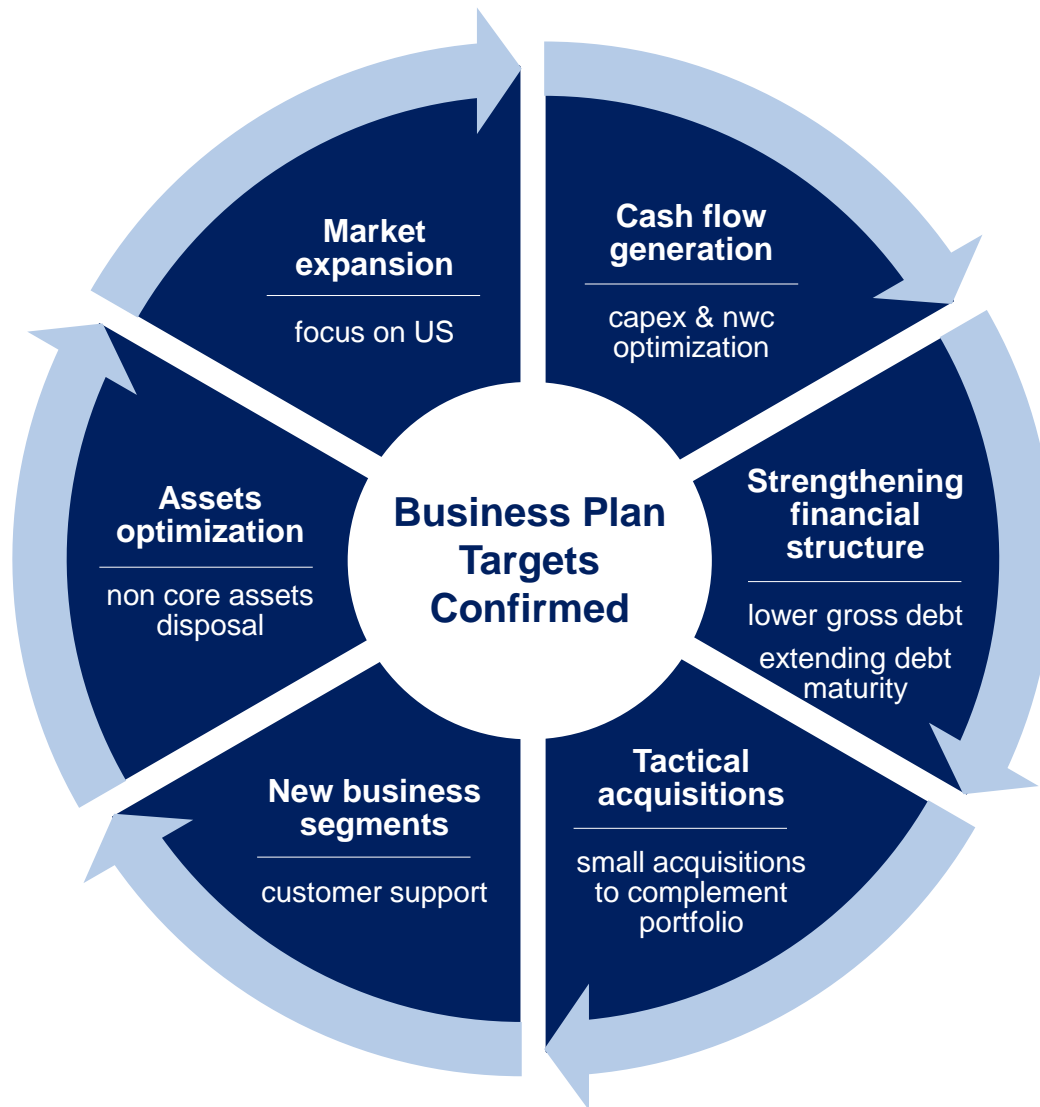 Business Plan
Targets
Confirmed
Cash flow
generation
capex & nwc
optimization
Strengthening
financial
structure
lower gross debt
extending debt
maturity
Tactical
acquisitions
small acquisitions
to complement
portfolio
New business
segments
customer support
Assets
optimization
non core assets
disposal
Market
expansion
focus on US